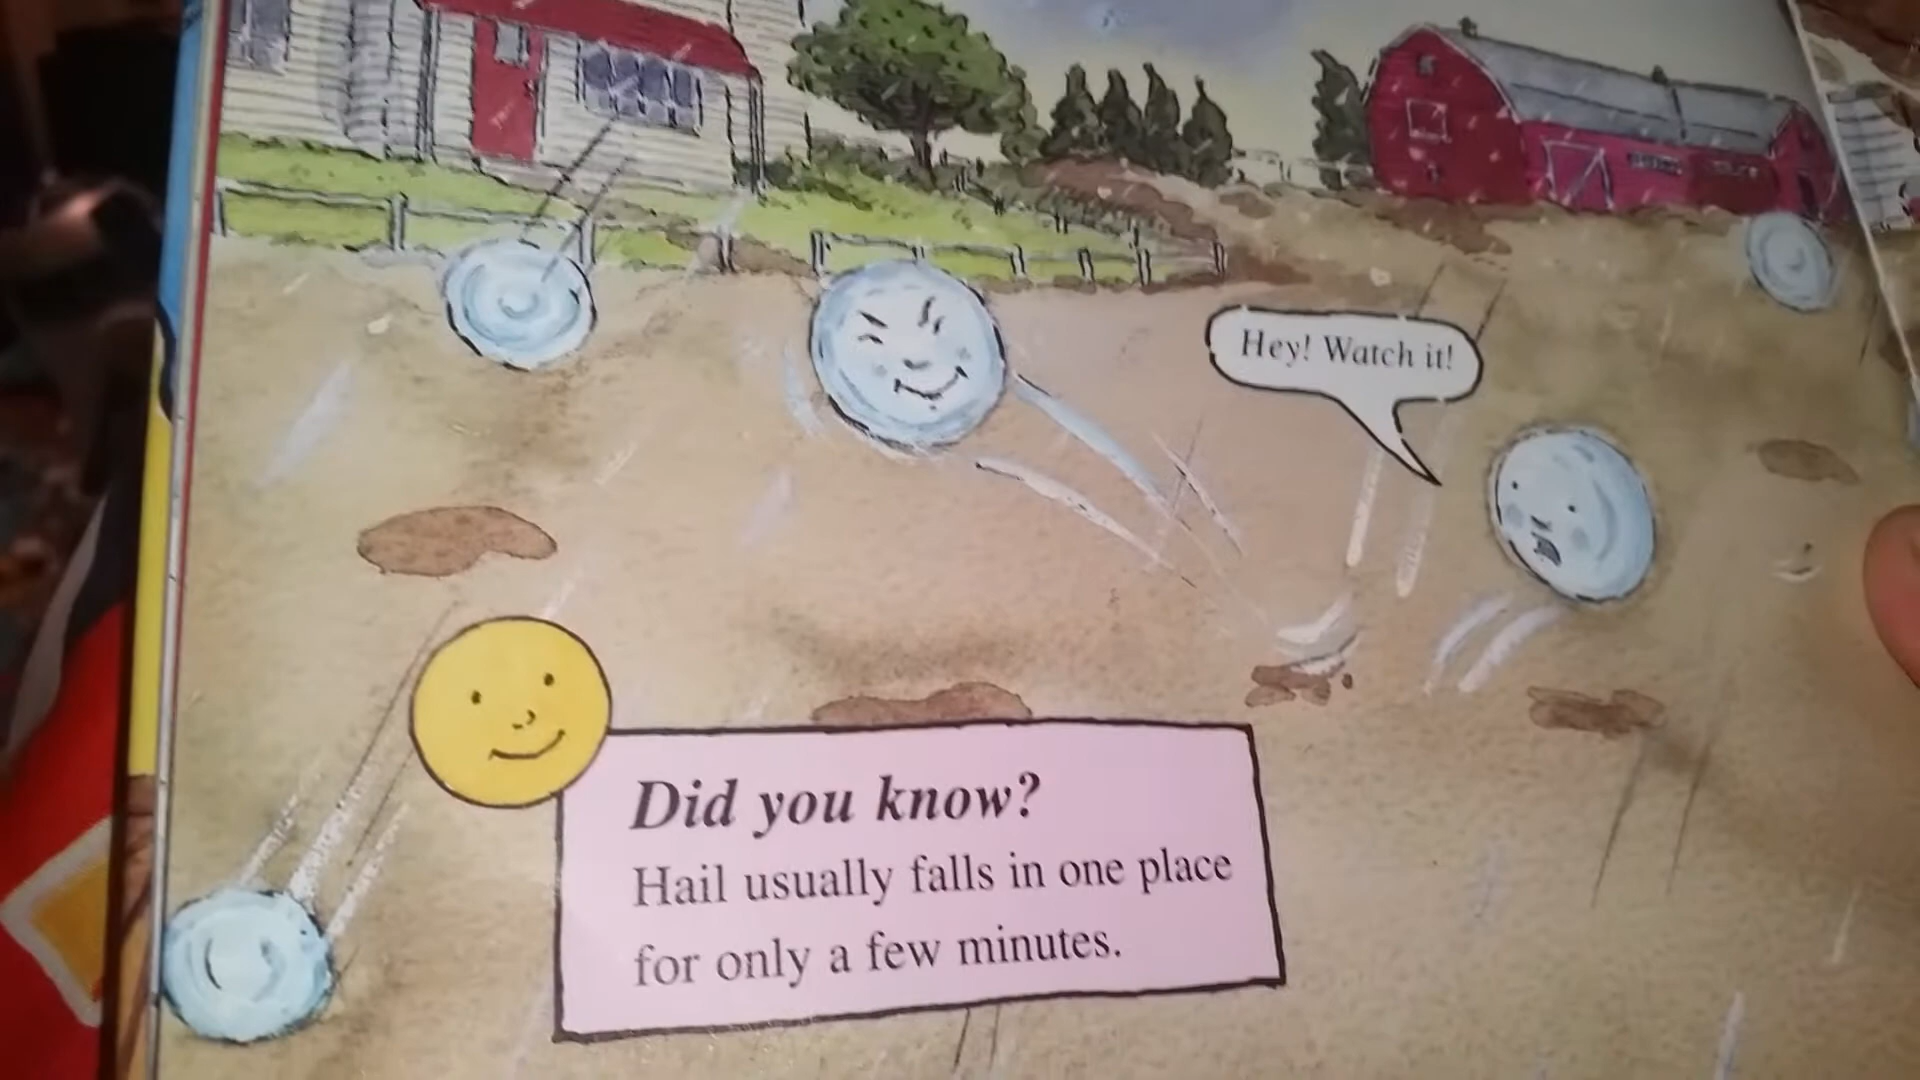 Hey! Watch it!
Did you know?
Hail usually falls in one place
for only a few minutes.